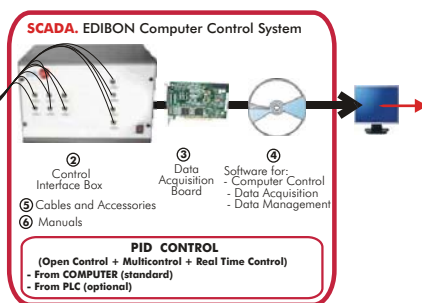 SCADA. EDIBON Computer Control System
2
Control
Interface Box
3
Data
Acquisition
Board
4
Software for:
- Computer Control
- Data Acquisition
- Data Management
5 Cables and Accessories
6 Manuals
PID CONTROL
(Open Control + Multicontrol + Real Time Control)
- From COMPUTER (standard)
- From PLC (optional)